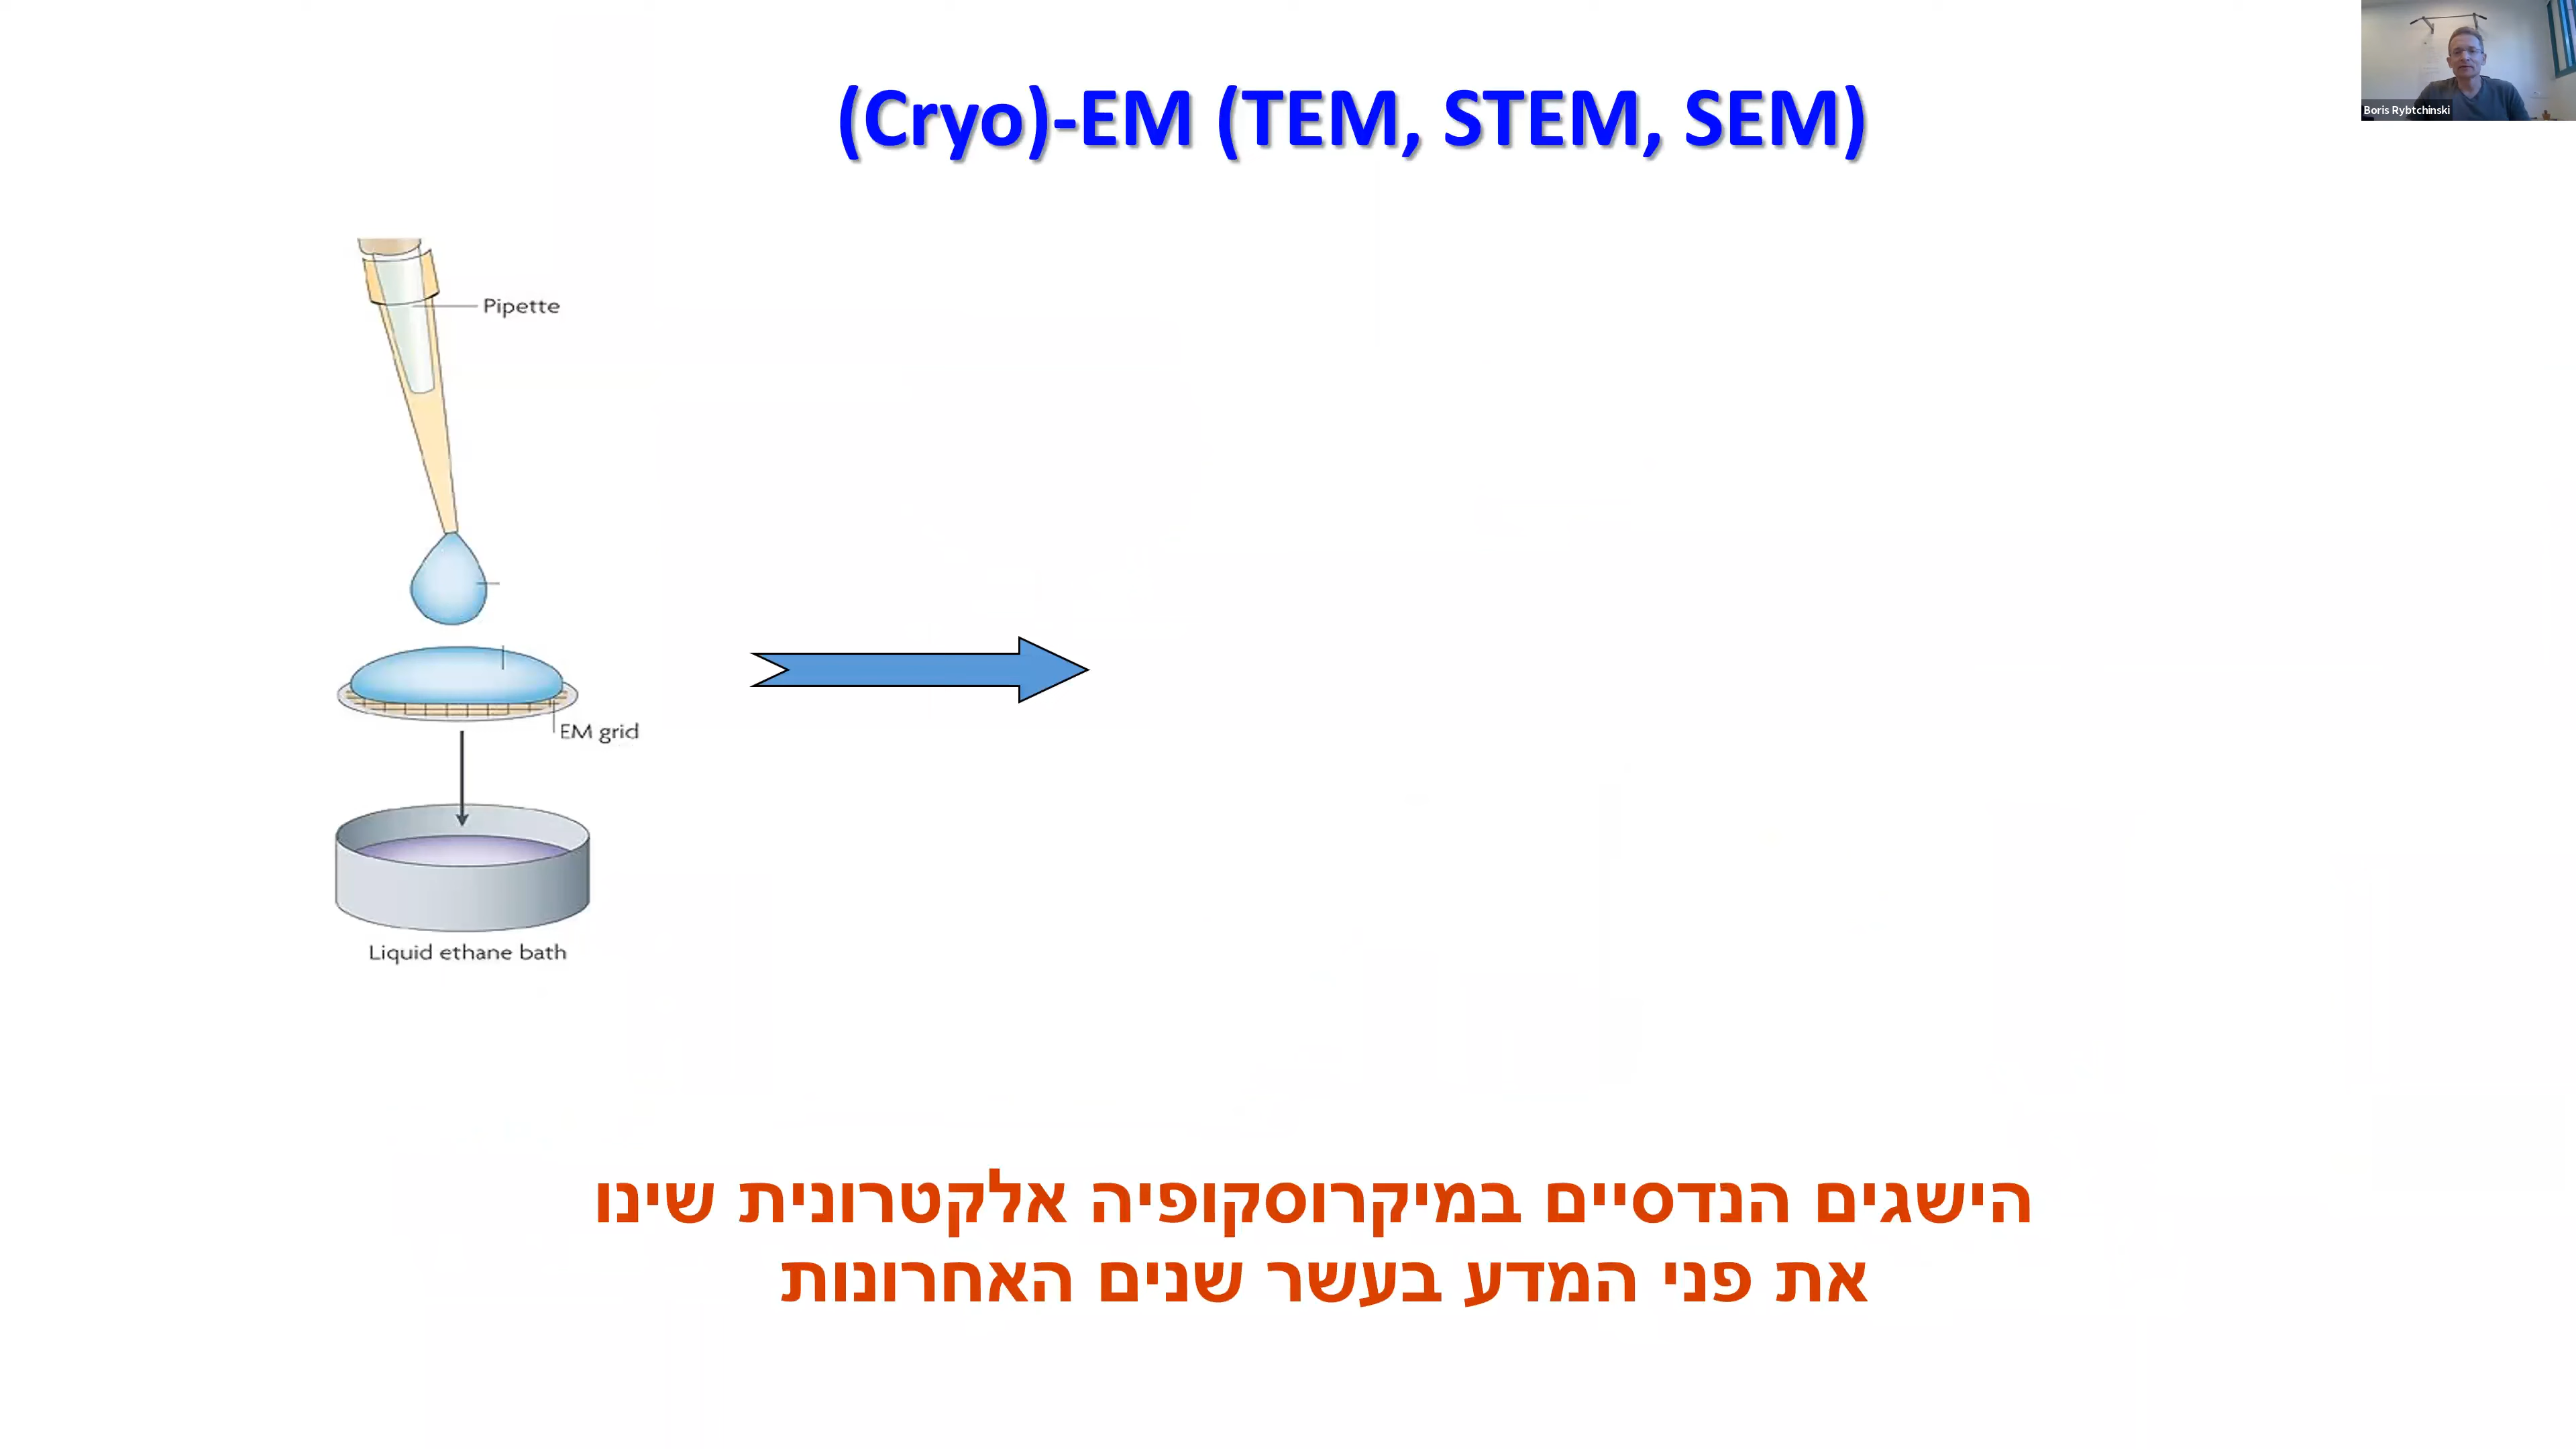 (Cryo)-EM (TEM, STEM, SEM)
Boris Rybtchinski
Pipette
EM grid
Liquid ethane bath
הישגים הנדסיים במיקרוסקופיה אלקטרונית שינו
את פני המדע בעשר שנים האחרונות